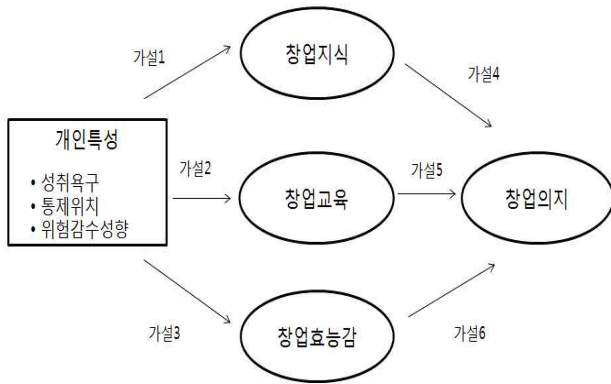 창업지식
가설1
가설4
개인특성
• 성취욕구
• 통제위치
• 위험감수성향
가설2
창업교육
가설5
창업의지
가설3
창업효능감
가설6